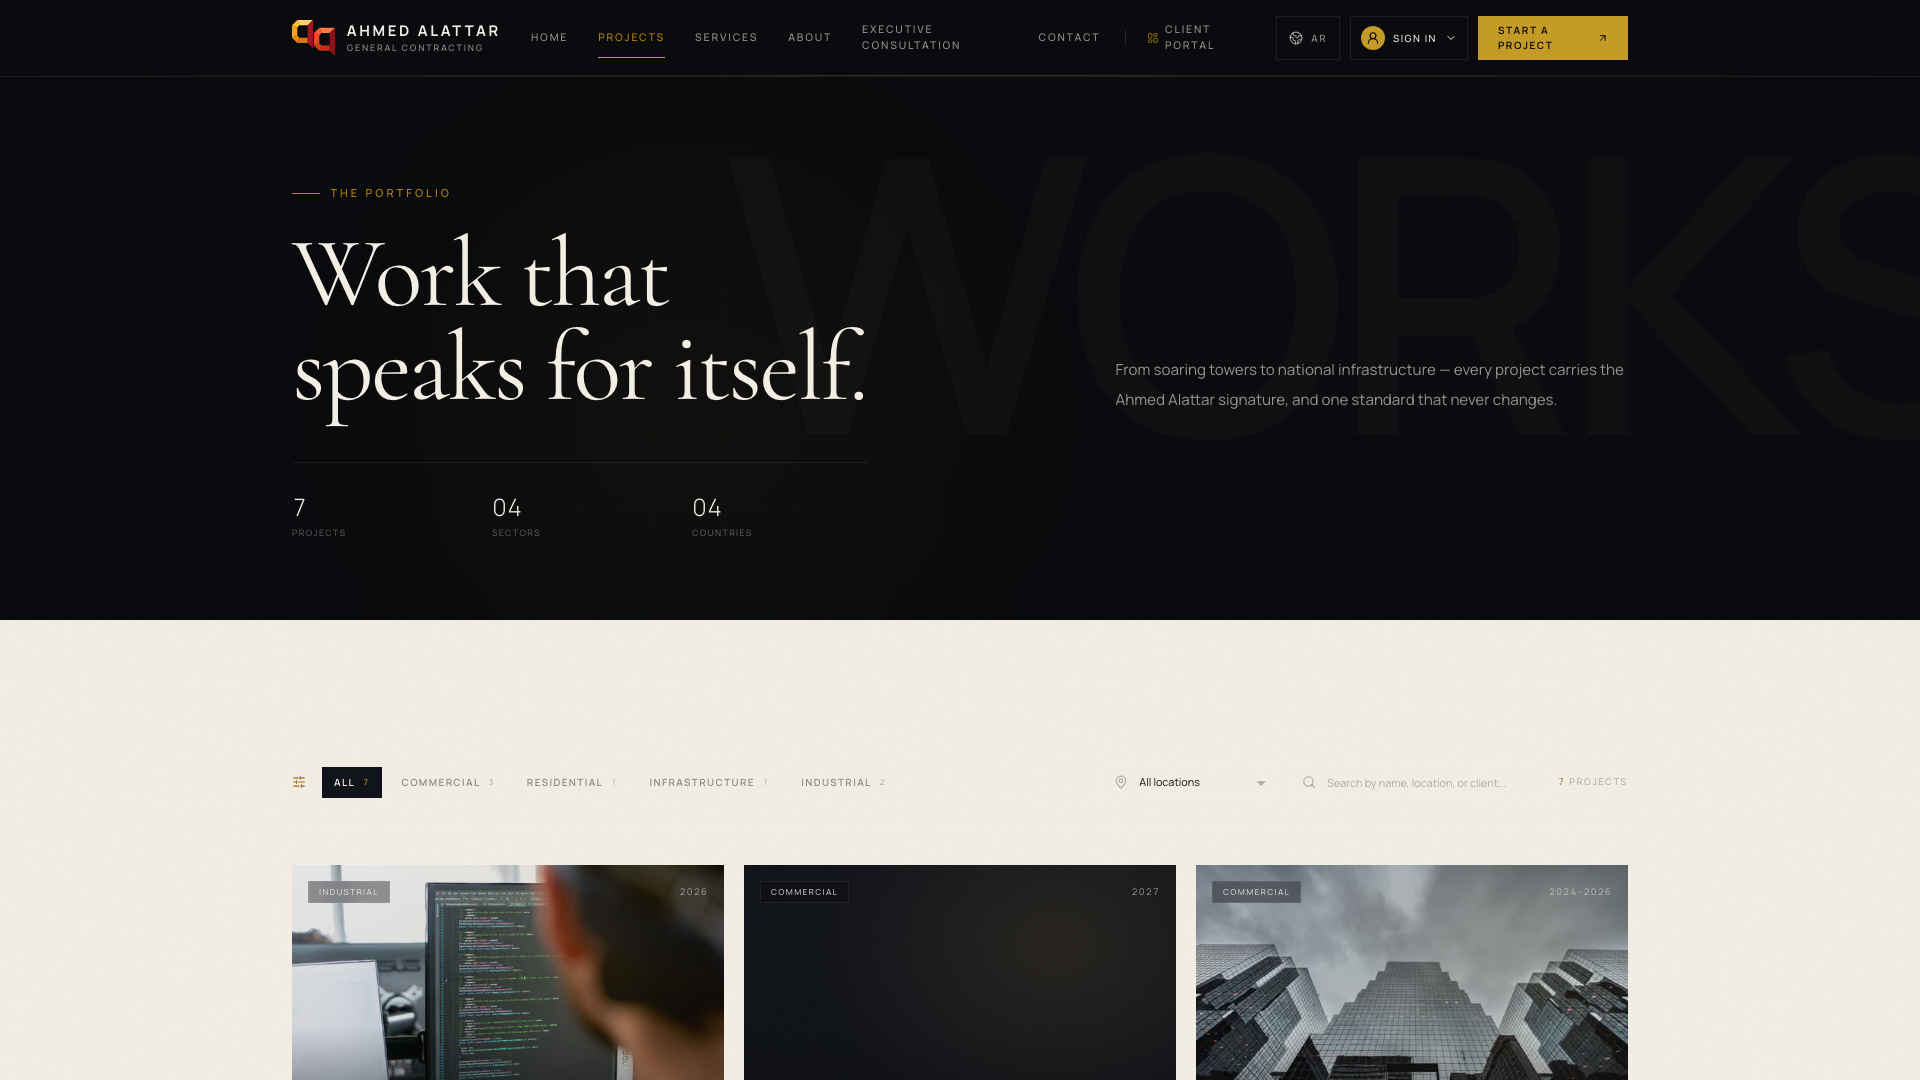 AHMED ALATTAR
GENERAL CONTRACTING
HOME
PROJECTS
SERVICES
ABOUT
EXECUTIVE
CONSULTATION
CONTACT
CLIENT
PORTAL
AR
SIGN IN
START A
PROJECT
WORKS
THE PORTFOLIO
Work that
speaks for itself.
From soaring towers to national infrastructure — every project carries the
Ahmed Alattar signature, and one standard that never changes.
7
PROJECTS
04
SECTORS
04
COUNTRIES
ALL 7
COMMERCIAL 3
RESIDENTIAL 1
INFRASTRUCTURE 1
INDUSTRIAL 2
All locations
Search by name, location, or client...
7 PROJECTS
INDUSTRIAL
2026
COMMERCIAL
2027
COMMERCIAL
2024–2026